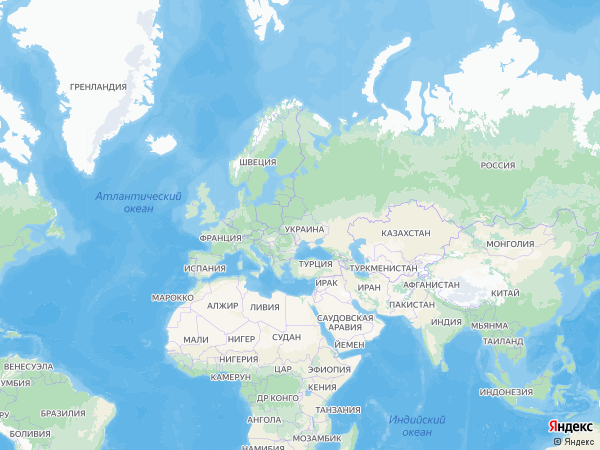 ГРЕНЛАНДИЯ
ШВЕЦИЯ
РОССИЯ
Атлантический
океан
УКРАИНА
КАЗАХСТАН
ФРАНЦИЯ
МОНГОЛИЯ
ИСПАНИЯ
ТУРЦИЯ
ТУРКМЕНИСТАН
ИРАК
ИРАН
АФГАНИСТАН
КИТАЙ
МАРОККО
АЛЖИР
ЛИВИЯ
ПАКИСТАН
САУДОВСКАЯ
АРАВИЯ
ИНДИЯ
МЬЯНМА
МАЛИ
НИГЕР
СУДАН
ЙЕМЕН
ТАИЛАНД
НИГЕРИЯ
ВЕНЕСУЭЛА
КАМЕРУН
ЦАР
ЭФИОПИЯ
УМБИЯ
КЕНИЯ
ИНДОНЕЗИЯ
ДР КОНГО
РУ
БРАЗИЛИЯ
ТАНЗАНИЯ
АНГОЛА
Индийский
океан
БОЛИВИЯ
МОЗАМБИК
НАМИБИЯ
Яндекс
© Яндекс